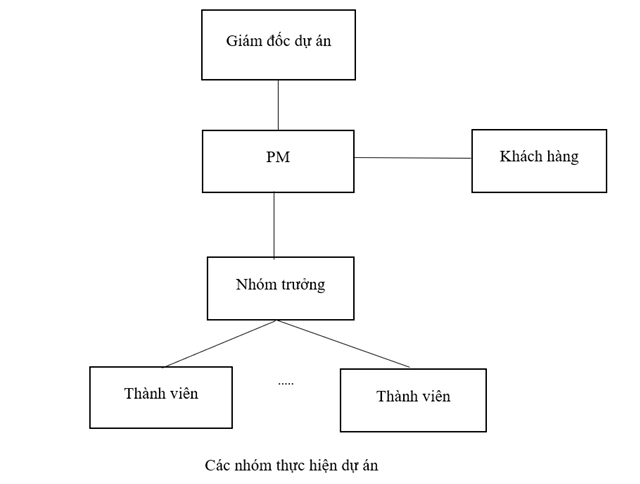 Giám đốc dự án
PM
Khách hàng
Nhóm trưởng
Thành viên
.....
Thành viên
Các nhóm thực hiện dự án